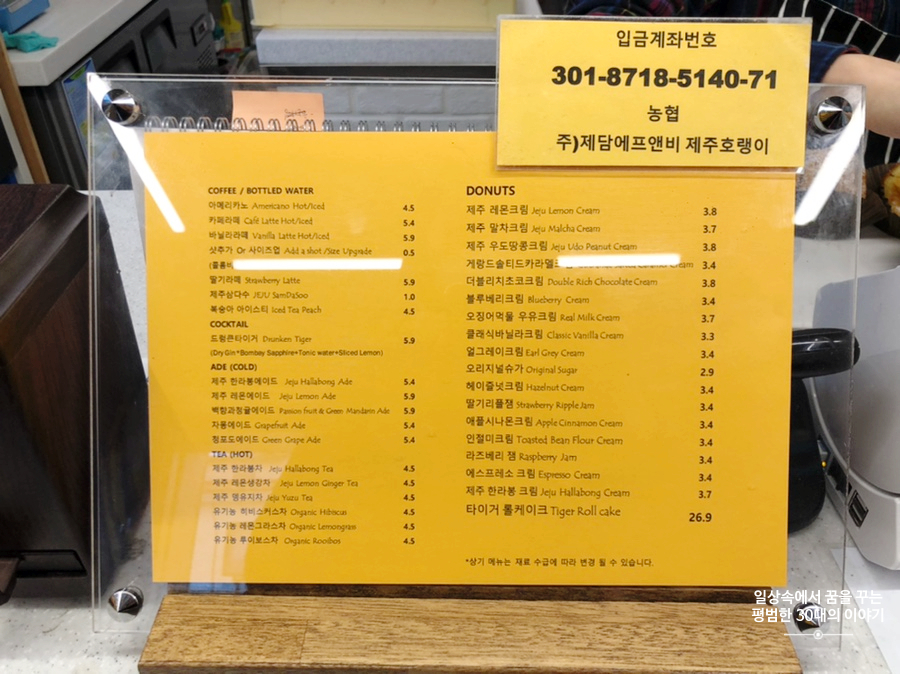 입금계좌번호
301-8718-5140-71
농협
주)제담에프앤비 제주호랭이
COFFEE / BOTTLED WATER
아메리카노 Americano Hot/Iced 4.5
카페라떼 Café Latte Hot/Iced 5.4
바닐라라떼 Vanilla Latte Hot/Iced 5.9
샷추가 Or 사이즈업 Add a shot /Size Upgrade 0.5
딸기라떼 Strawberry Latte 5.9
제주삼다수 JEJU SamDaSoo 1.0
복숭아 아이스티 Iced Tea Peach 4.5
COCKTAIL
드렁큰타이거 Drunken Tiger 5.9
(Dry Gin+Bombay Sapphire+Tonic water+Sliced Lemon)
ADE (COLD)
제주 한라봉에이드 Jeju Hallabong Ade 5.4
제주 레몬에이드 Jeju Lemon Ade 5.9
백향과청귤에이드 Passion fruit & Green Mandarin Ade 5.9
자몽에이드 Grapefruit Ade 5.4
청포도에이드 Green Grape Ade 5.4
TEA (HOT)
제주 한라봉차 Jeju Hallabong Tea 4.5
제주 레몬생강차 Jeju Lemon Ginger Tea 4.5
제주 영유자차 Jeju Yuzu Tea 4.5
유기농 히비스커스차 Organic Hibiscus 4.5
유기농 레몬그라스차 Organic Lemongrass 4.5
유기농 루이보스차 Organic Rooibos 4.5
DONUTS
제주 레몬크림 Jeju Lemon Cream 3.8
제주 말차크림 Jeju Malcha Cream 3.7
제주 우도땅콩크림 Jeju Udo Peanut Cream 3.8
게랑드솔티드카라멜크림 Salted Caramel Cream 3.4
더블리치초코크림 Double Rich Chocolate Cream 3.8
블루베리크림 Blueberry Cream 3.4
오징어먹물 우유크림 Real Milk Cream 3.7
클래식바닐라크림 Classic Vanilla Cream 3.3
얼그레이크림 Earl Grey Cream 3.4
오리지널슈가 Original Sugar 2.9
헤이즐넛크림 Hazelnut Cream 3.4
딸기리플잼 Strawberry Ripple Jam 3.4
애플시나몬크림 Apple Cinnamon Cream 3.4
인절미크림 Toasted Bean Flour Cream 3.4
라즈베리 잼 Raspberry Jam 3.4
에스프레소 크림 Espresso Cream 3.4
제주 한라봉 크림 Jeju Hallabong Cream 3.7
타이거 롤케이크 Tiger Roll cake 26.9
*상기 메뉴는 재료 수급에 따라 변경 될 수 있습니다.
일상속에서 꿈을 꾸는
평범한 30대의 이야기